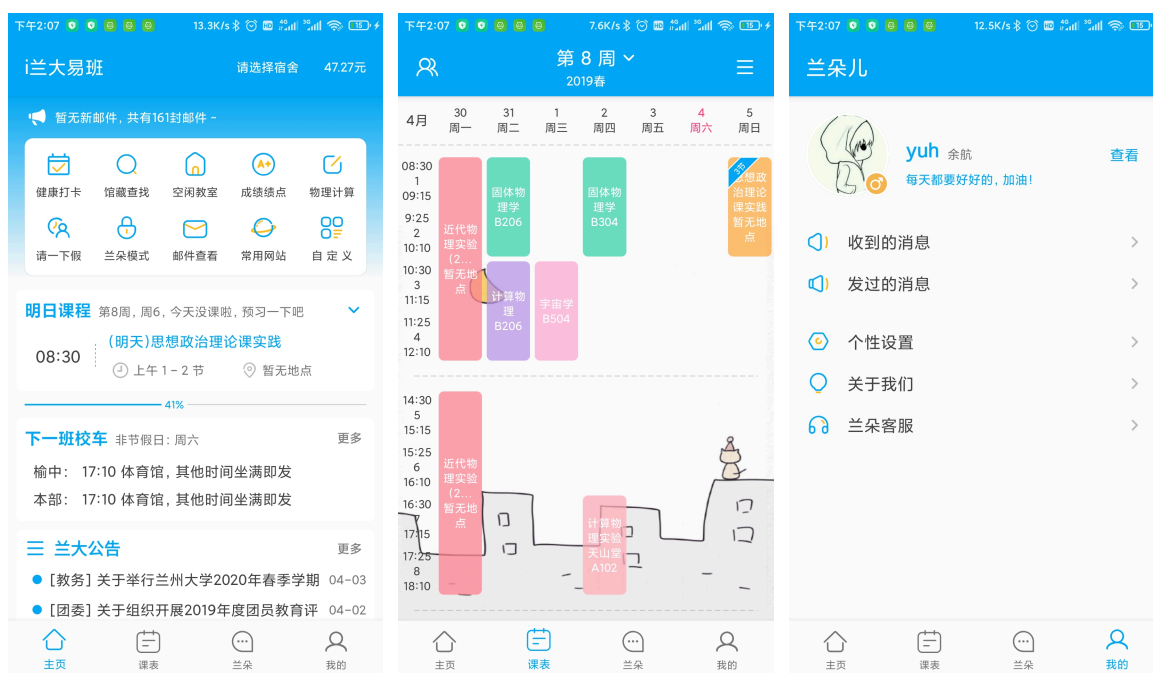 下午2:07 13.3K/s HD 4G 3G 15
i兰大易班 请选择宿舍 47.27元
暂无新邮件, 共有161封邮件 ~
健康打卡 馆藏查找 空闲教室 成绩绩点 物理计算
请一下假 兰朵模式 邮件查看 常用网站 自定义
明日课程 第8周, 周6, 今天没课啦, 预习一下吧
08:30
(明天)思想政治理论课实践
上午 1 - 2 节 暂无地点
41%
下一班校车 非节假日: 周六 更多
榆中: 17:10 体育馆, 其他时间坐满即发
本部: 17:10 体育馆, 其他时间坐满即发
兰大公告 更多
[教务] 关于举行兰州大学2020年春季学期 04-03
[团委] 关于组织开展2019年度团员教育评 04-02
主页 课表 兰朵 我的
下午2:07 7.6K/s HD 4G 3G 15
第 8 周
2019春
4月
30 31 1 2 3 4 5
周一 周二 周三 周四 周五 周六 周日
08:30
1
09:15
9:25
2
10:10
10:30
3
11:15
11:25
4
12:10
14:30
5
15:15
15:25
6
16:10
16:30
7
17:15
17:25
8
18:10
近代物
理实验
(2...
暂无地
点
固体物
理学
B206
计算物
理
B206
宇宙学
B504
固体物
理学
B304
3节
思想政
治理论
课实践
暂无地
点
近代物
理实验
(2...
暂无地
点
计算物
理实验
天山堂
A102
主页 课表 兰朵 我的
下午2:07 12.5K/s HD 4G 3G 15
兰朵儿
yuh 余航 查看
每天都要好好的, 加油!
收到的消息
发过的消息
个性设置
关于我们
兰朵客服
主页 课表 兰朵 我的